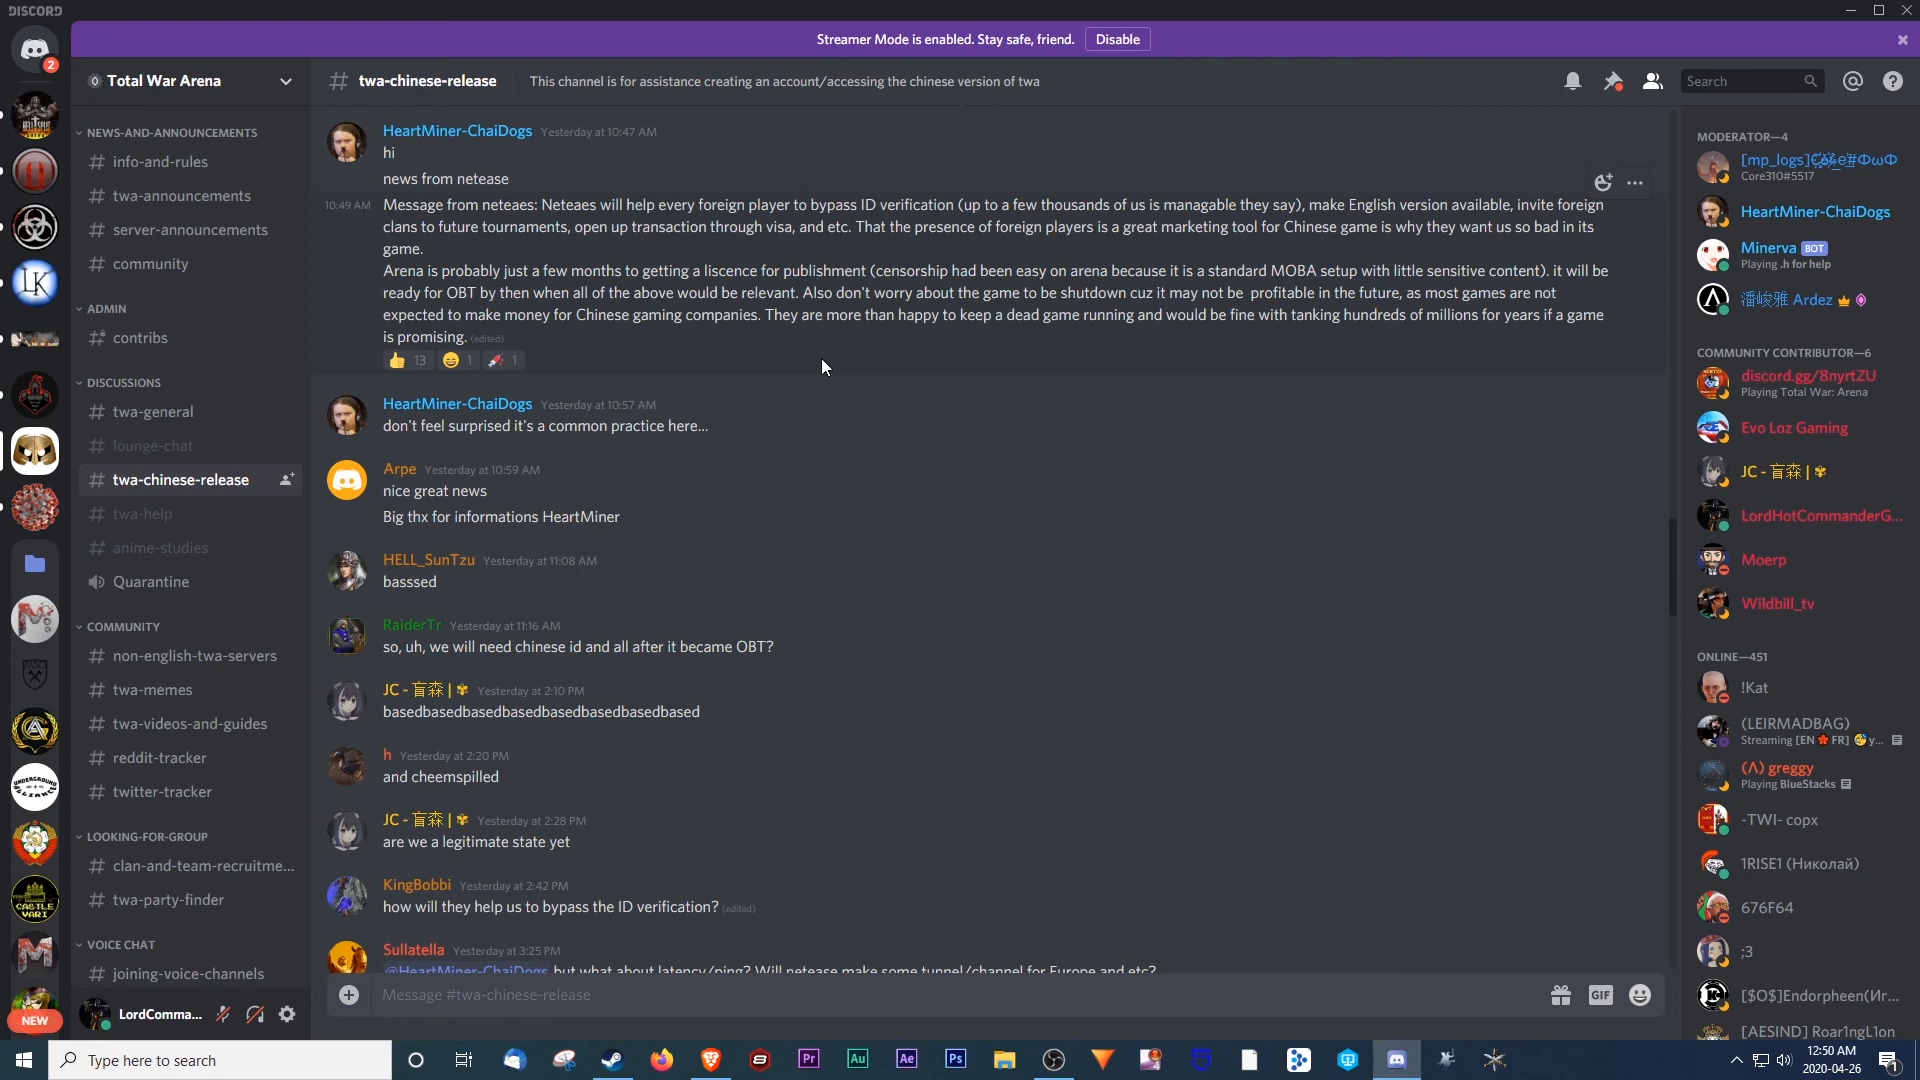 DISCORD
Streamer Mode is enabled. Stay safe, friend.
Disable
Total War Arena
# twa-chinese-release
This channel is for assistance creating an account/accessing the chinese version of twa
Search
2
NEWS-AND-ANNOUNCEMENTS
# info-and-rules
# twa-announcements
# server-announcements
# community
ADMIN
# contribs
DISCUSSIONS
# twa-general
# lounge-chat
# twa-chinese-release
# twa-help
# anime-studies
Quarantine
COMMUNITY
# non-english-twa-servers
# twa-memes
# twa-videos-and-guides
# reddit-tracker
# twitter-tracker
LOOKING-FOR-GROUP
# clan-and-team-recruitme...
# twa-party-finder
VOICE CHAT
# joining-voice-channels
LordComma...
NEW
LK
UNDERGROUND
ALLIANCE
CASTLE
VARI
HeartMiner-ChaiDogs Yesterday at 10:47 AM
hi
news from netease
10:49 AM
Message from neteaes: Neteaes will help every foreign player to bypass ID verification (up to a few thousands of us is managable they say), make English version available, invite foreign
clans to future tournaments, open up transaction through visa, and etc. That the presence of foreign players is a great marketing tool for Chinese game is why they want us so bad in its
game.
Arena is probably just a few months to getting a liscence for publishment (censorship had been easy on arena because it is a standard MOBA setup with little sensitive content). it will be
ready for OBT by then when all of the above would be relevant. Also don't worry about the game to be shutdown cuz it may not be profitable in the future, as most games are not
expected to make money for Chinese gaming companies. They are more than happy to keep a dead game running and would be fine with tanking hundreds of millions for years if a game
is promising. (edited)
👍 13 😄 1 🧨 1
HeartMiner-ChaiDogs Yesterday at 10:57 AM
don't feel surprised it's a common practice here...
Arpe Yesterday at 10:59 AM
nice great news
Big thx for informations HeartMiner
HELL_SunTzu Yesterday at 11:08 AM
basssed
RaiderTr Yesterday at 11:16 AM
so, uh, we will need chinese id and all after it became OBT?
JC - 盲森 | ✾ Yesterday at 2:10 PM
basedbasedbasedbasedbasedbasedbasedbased
h Yesterday at 2:20 PM
and cheemspilled
JC - 盲森 | ✾ Yesterday at 2:28 PM
are we a legitimate state yet
KingBobbi Yesterday at 2:42 PM
how will they help us to bypass the ID verification? (edited)
Sullatella Yesterday at 3:25 PM
@HeartMiner-ChaiDogs but what about latency/ping? Will netease make some tunnel/channel for Europe and etc?
Message #twa-chinese-release
GIF
MODERATOR—4
[mp_logs]
Core310#5517
HeartMiner-ChaiDogs
Minerva BOT
Playing .h for help
潘峻雅 Ardez
COMMUNITY CONTRIBUTOR—6
discord.gg/8nyrtZU
Playing Total War: Arena
Evo Loz Gaming
JC - 盲森 | ✾
LordHotCommanderG...
Moerp
Wildbill_tv
ONLINE—451
!Kat
(LEIRMADBAG)
Streaming [EN FR] y...
(Λ) greggy
Playing BlueStacks
-TWI- copx
1RISE1 (Николай)
676F64
;3
[$O$]Endorpheen(Иг...
[AESIND] Roar1ngL1on
Type here to search
Pr
Au
Ae
Ps
12:50 AM
2020-04-26
1